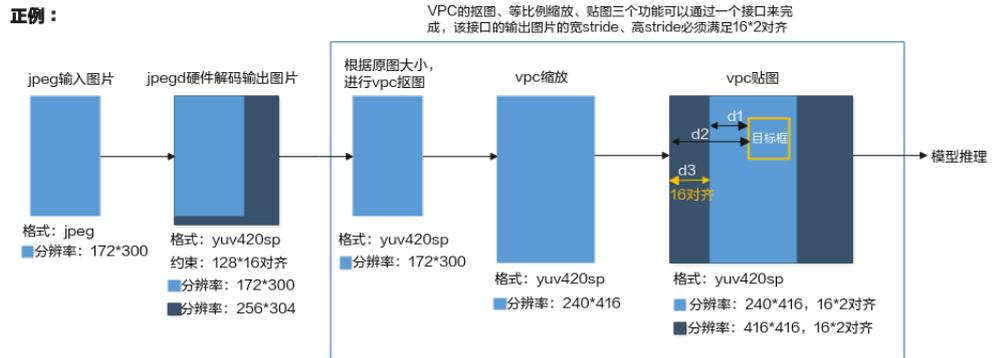 正例：
VPC的抠图、等比例缩放、贴图三个功能可以通过一个接口来完
成，该接口的输出图片的宽stride、高stride必须满足16*2对齐
jpeg输入图片
jpegd硬件解码输出图片
根据原图大小，
进行vpc抠图
vpc缩放
vpc贴图
d1
d2
目标框
d3
16对齐
模型推理
格式：jpeg
分辨率：172*300
格式：yuv420sp
约束：128*16对齐
分辨率：172*300
分辨率：256*304
格式：yuv420sp
分辨率：172*300
格式：yuv420sp
分辨率：240*416
格式：yuv420sp
分辨率：240*416，16*2对齐
分辨率：416*416，16*2对齐